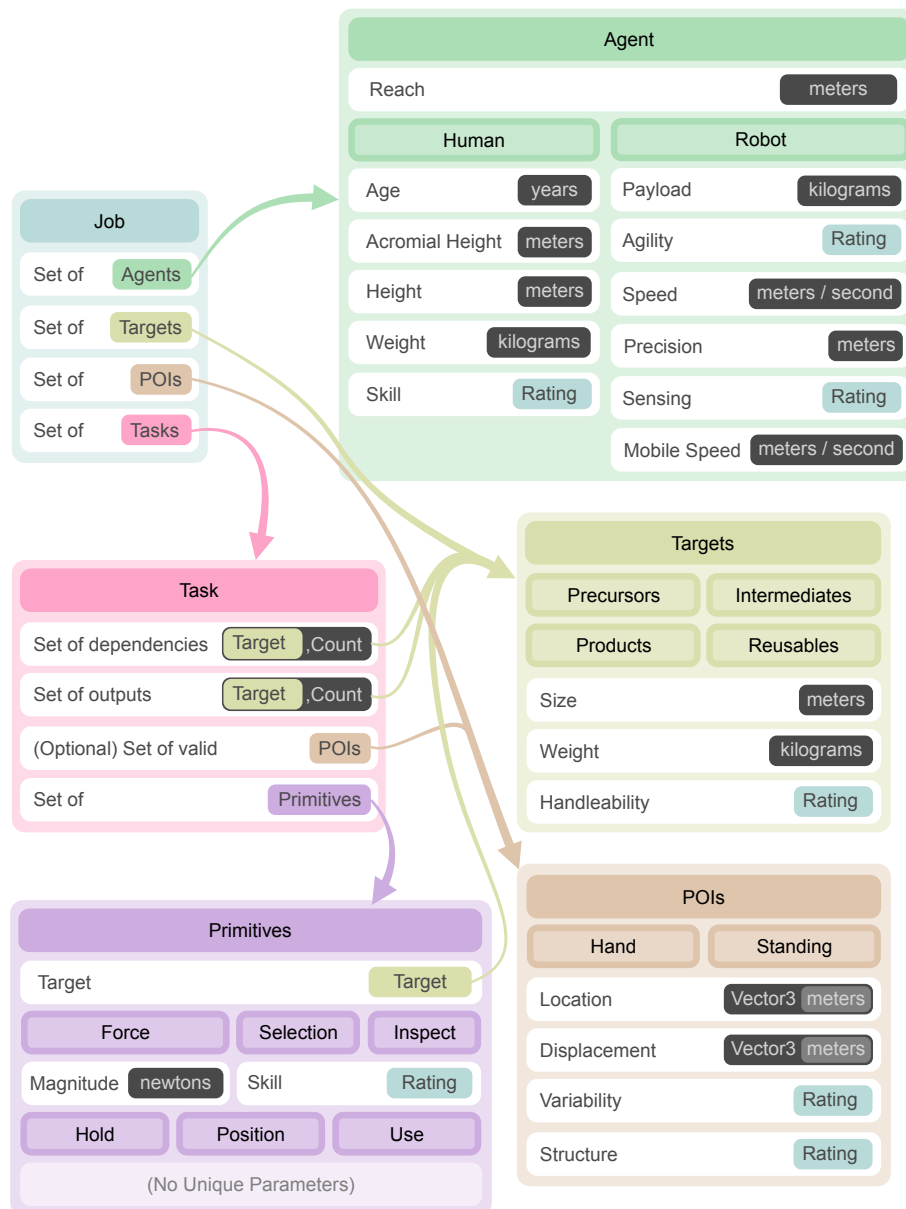 Agent
Reach meters
Human
Age years
Acromial Height meters
Height meters
Weight kilograms
Skill Rating
Robot
Payload kilograms
Agility Rating
Speed meters / second
Precision meters
Sensing Rating
Mobile Speed meters / second
Job
Set of Agents
Set of Targets
Set of POIs
Set of Tasks
Task
Set of dependencies Target ,Count
Set of outputs Target ,Count
(Optional) Set of valid POIs
Set of Primitives
Targets
Precursors Intermediates
Products Reusables
Size meters
Weight kilograms
Handleability Rating
Primitives
Target Target
Force Selection Inspect
Magnitude newtons Skill Rating
Hold Position Use
(No Unique Parameters)
POIs
Hand Standing
Location Vector3 meters
Displacement Vector3 meters
Variability Rating
Structure Rating